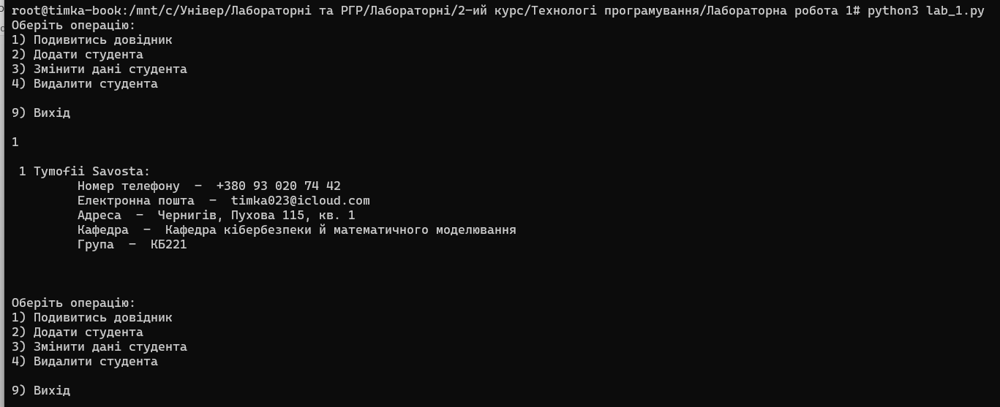 root@timka-book:/mnt/c/Універ/Лабораторні та РГР/Лабораторні/2-ий курс/Технологі програмування/Лабораторна робота 1# python3 lab_1.py
Оберіть операцію:
1) Подивитись довідник
2) Додати студента
3) Змінити дані студента
4) Видалити студента
9) Вихід
1
1 Tymofii Savosta:
Номер телефону – +380 93 020 74 42
Електронна пошта – timka023@icloud.com
Адреса – Чернигів, Пухова 115, кв. 1
Кафедра – Кафедра кібербезпеки й математичного моделювання
Група – КБ221
Оберіть операцію:
1) Подивитись довідник
2) Додати студента
3) Змінити дані студента
4) Видалити студента
9) Вихід